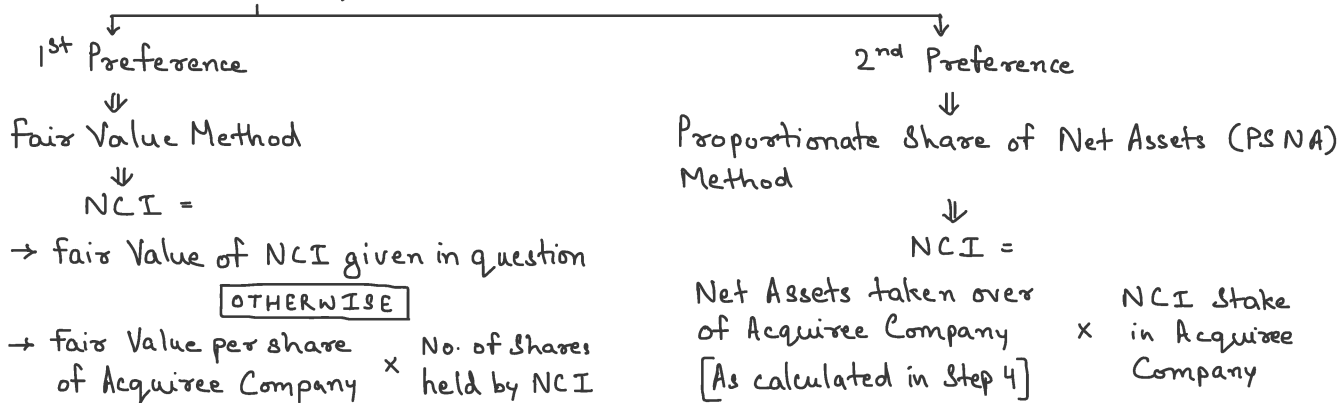 1st Preference
⇓
Fair Value Method
⇓
NCI =
→ Fair Value of NCI given in question
OTHERWISE
→ Fair Value per share of Acquiree Company × No. of Shares held by NCI
2nd Preference
⇓
Proportionate Share of Net Assets (PSNA)
Method
⇓
NCI =
Net Assets taken over of Acquiree Company [As calculated in Step 4] × NCI Stake in Acquiree Company